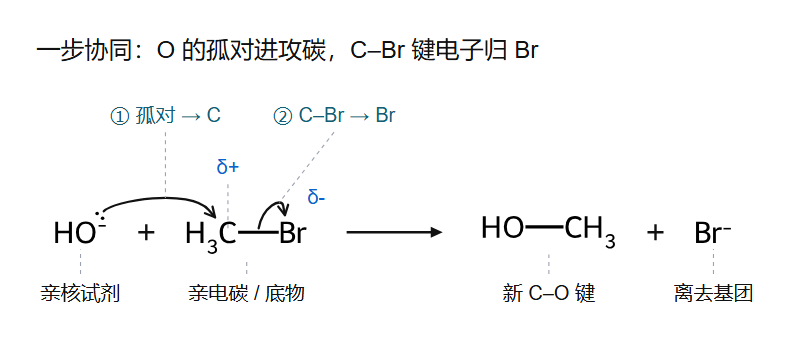 一步协同：O 的孤对进攻碳，C–Br 键电子归 Br
① 孤对 → C
② C–Br → Br
δ+
δ-
HO⁻ + H₃C—Br → HO—CH₃ + Br⁻
亲核试剂
亲电碳 / 底物
新 C–O 键
离去基团